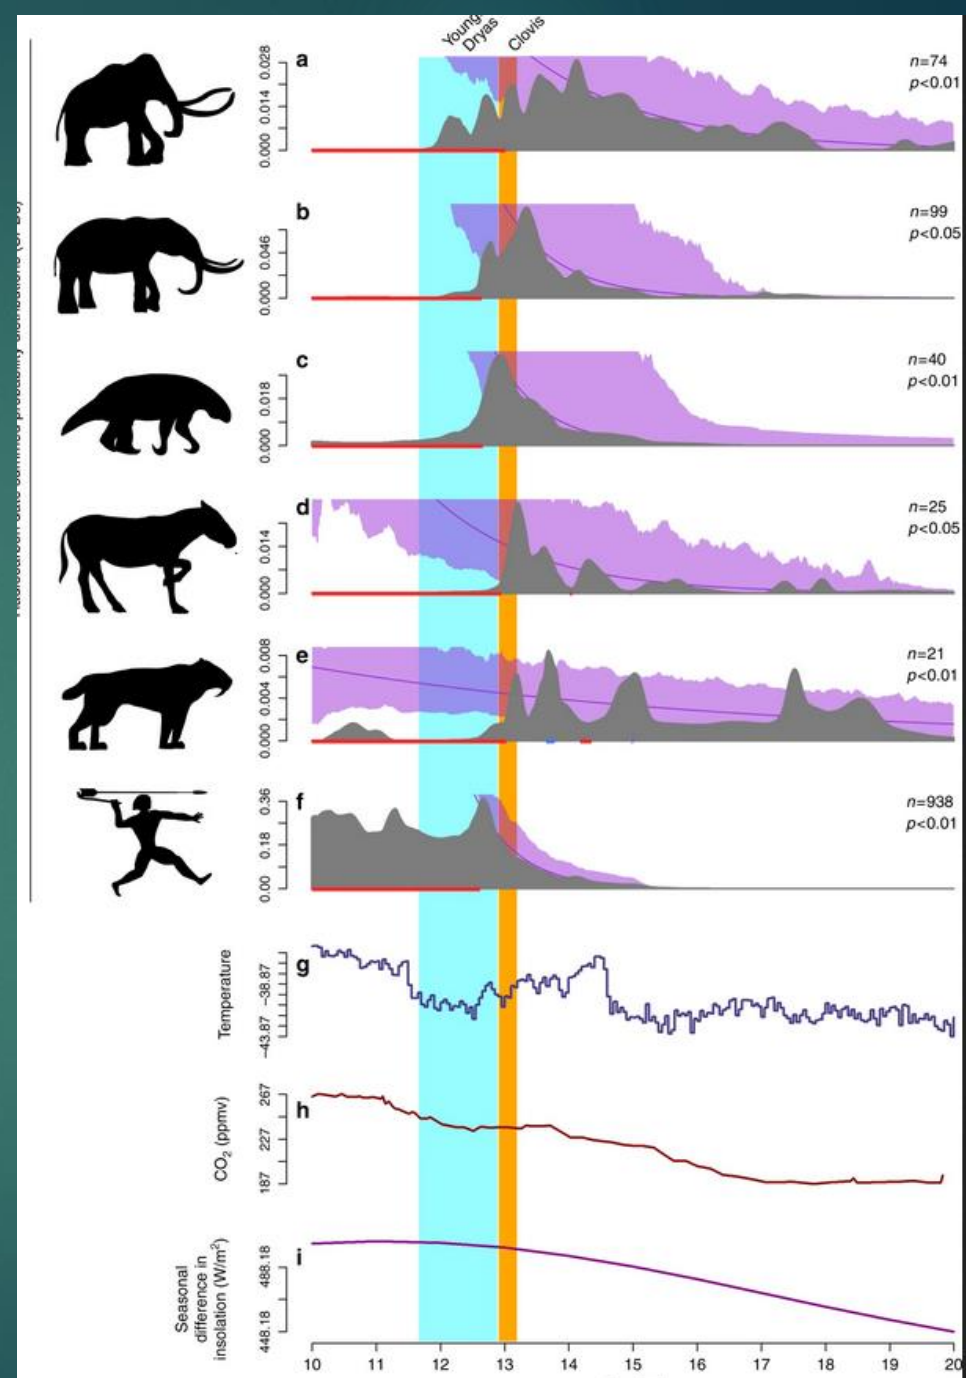 Young
Dryas
Clovis
a
0.028
0.014
0.000
n=74
p<0.01
b
0.046
0.000
n=99
p<0.05
c
0.018
0.000
n=40
p<0.01
d
0.014
0.000
n=25
p<0.05
e
0.008
0.004
0.000
n=21
p<0.01
f
0.36
0.18
0.00
n=938
p<0.01
g
Temperature
-38.87
-43.87
h
CO₂ (ppmv)
267
227
187
i
Seasonal
difference in
insolation (W/m²)
488.18
448.18
10 11 12 13 14 15 16 17 18 19 20